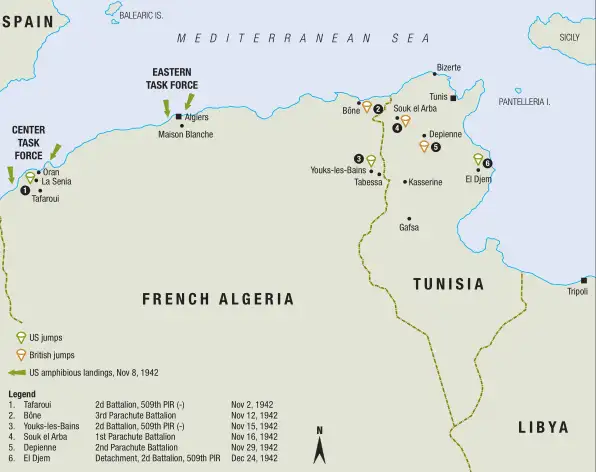 SPAIN
BALEARIC IS.
MEDITERRANEAN SEA
SICILY
Bizerte
EASTERN
TASK FORCE
Tunis
PANTELLERIA I.
Bône
2
Souk el Arba
Algiers
4
CENTER
TASK
FORCE
Maison Blanche
Depienne
5
3
6
Oran
Youks-les-Bains
El Djem
La Senia
Tabessa
Kasserine
1
Tafaroui
Gafsa
TUNISIA
Tripoli
FRENCH ALGERIA
US jumps
British jumps
US amphibious landings, Nov 8, 1942
Legend
1. Tafaroui 2d Battalion, 509th PIR (-) Nov 2, 1942
2. Bône 3rd Parachute Battalion Nov 12, 1942
3. Youks-les-Bains 2d Battalion, 509th PIR (-) Nov 15, 1942
4. Souk el Arba 1st Parachute Battalion Nov 16, 1942
5. Depienne 2nd Parachute Battalion Nov 29, 1942
6. El Djem Detachment, 2d Battalion, 509th PIR Dec 24, 1942
N
LIBYA